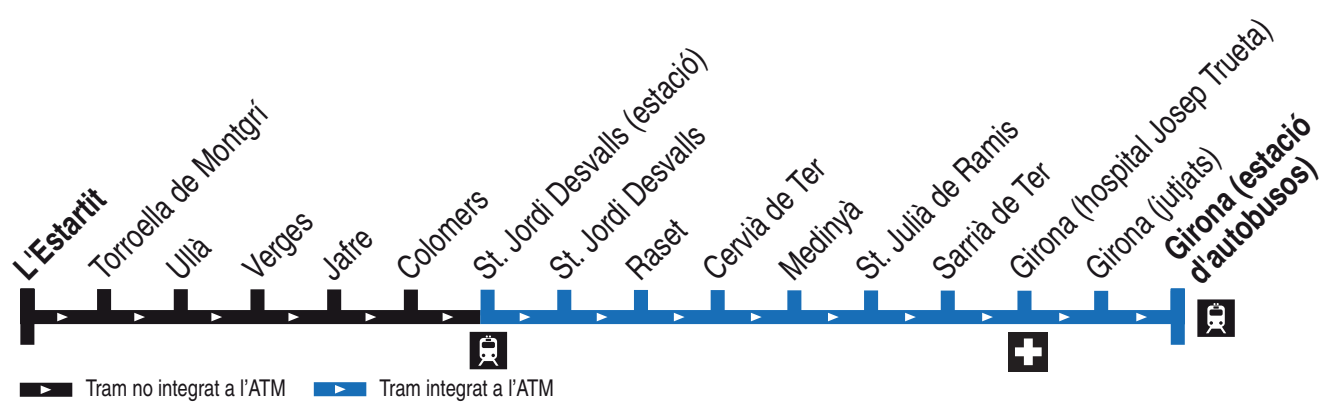 L'Estartit
Torroella de Montgrí
Ullà
Verges
Jafre
Colomers
St. Jordi Desvalls (estació)
St. Jordi Desvalls
Raset
Cervià de Ter
Medinyà
St. Julià de Ramis
Sarrià de Ter
Girona (hospital Josep Trueta)
Girona (jutjats)
Girona (estació
d'autobusos)
Tram no integrat a l'ATM
Tram integrat a l'ATM